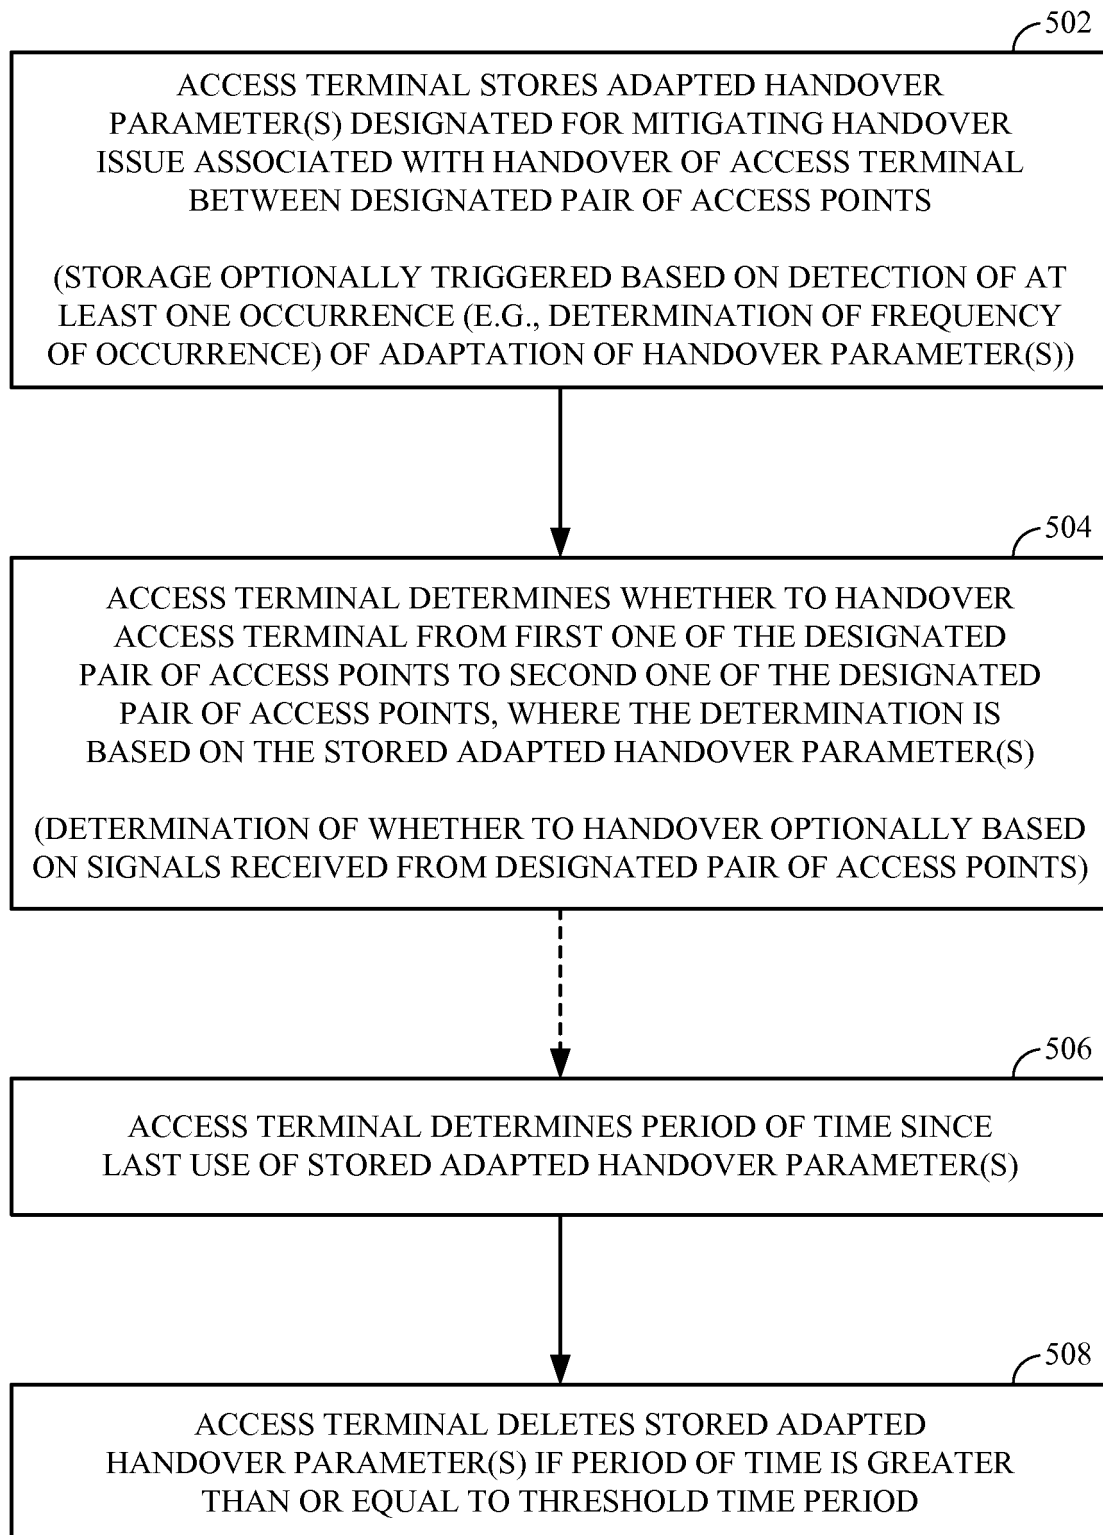 502
ACCESS TERMINAL STORES ADAPTED HANDOVER
PARAMETER(S) DESIGNATED FOR MITIGATING HANDOVER
ISSUE ASSOCIATED WITH HANDOVER OF ACCESS TERMINAL
BETWEEN DESIGNATED PAIR OF ACCESS POINTS
(STORAGE OPTIONALLY TRIGGERED BASED ON DETECTION OF AT
LEAST ONE OCCURRENCE (E.G., DETERMINATION OF FREQUENCY
OF OCCURRENCE) OF ADAPTATION OF HANDOVER PARAMETER(S))
504
ACCESS TERMINAL DETERMINES WHETHER TO HANDOVER
ACCESS TERMINAL FROM FIRST ONE OF THE DESIGNATED
PAIR OF ACCESS POINTS TO SECOND ONE OF THE DESIGNATED
PAIR OF ACCESS POINTS, WHERE THE DETERMINATION IS
BASED ON THE STORED ADAPTED HANDOVER PARAMETER(S)
(DETERMINATION OF WHETHER TO HANDOVER OPTIONALLY BASED
ON SIGNALS RECEIVED FROM DESIGNATED PAIR OF ACCESS POINTS)
506
ACCESS TERMINAL DETERMINES PERIOD OF TIME SINCE
LAST USE OF STORED ADAPTED HANDOVER PARAMETER(S)
508
ACCESS TERMINAL DELETES STORED ADAPTED
HANDOVER PARAMETER(S) IF PERIOD OF TIME IS GREATER
THAN OR EQUAL TO THRESHOLD TIME PERIOD